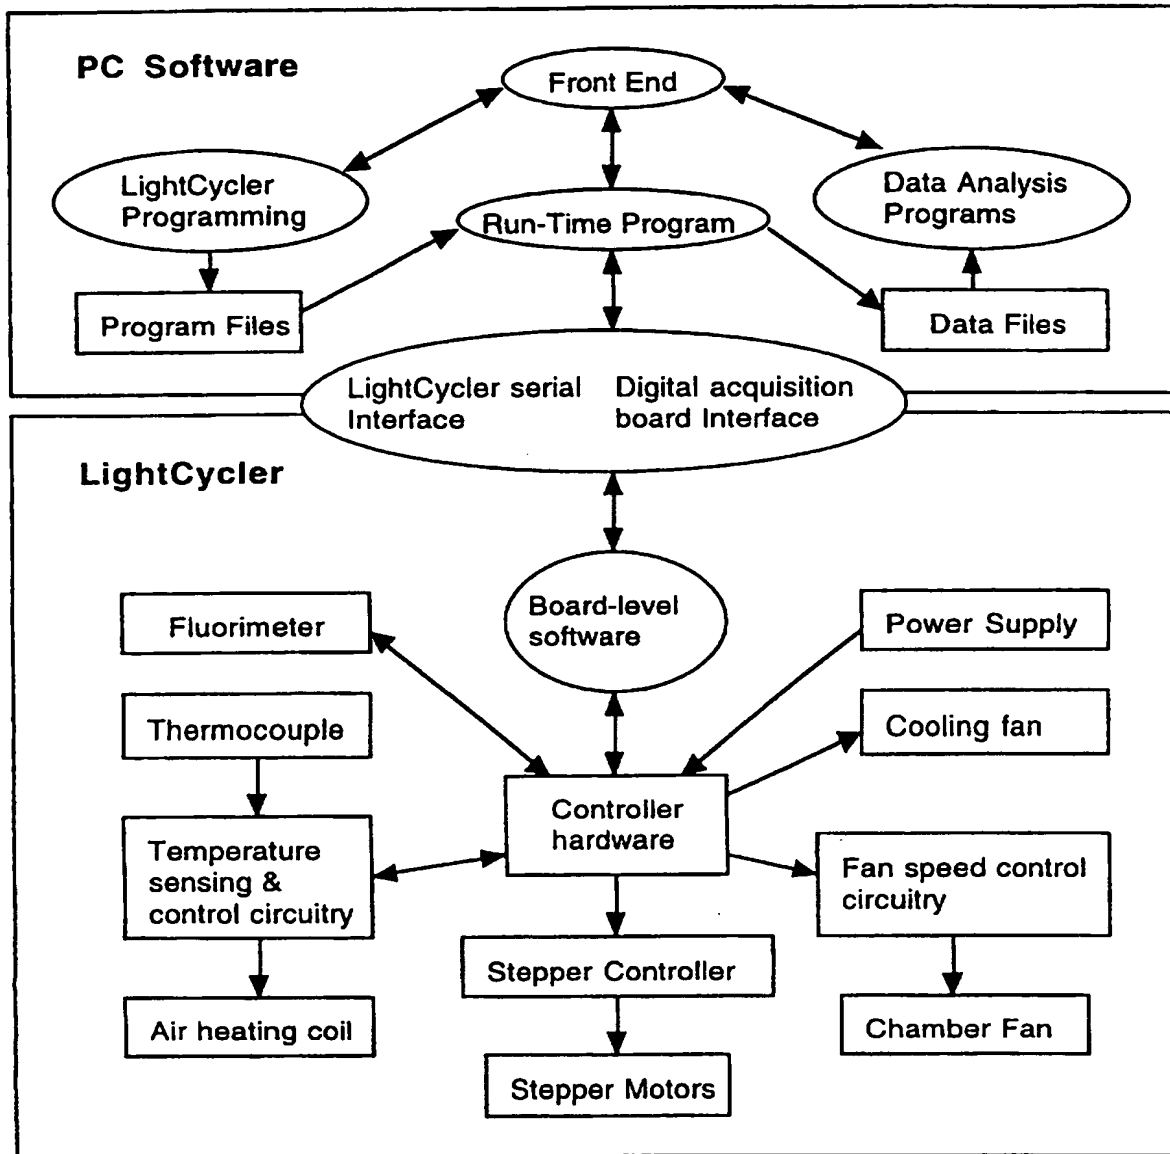 PC Software
Front End
LightCycler
Programming
Data Analysis
Programs
Run-Time Program
Program Files
Data Files
LightCycler serial
Interface
Digital acquisition
board Interface
LightCycler
Board-level
software
Fluorimeter
Power Supply
Thermocouple
Cooling fan
Controller
hardware
Temperature
sensing &
control circuitry
Fan speed control
circuitry
Stepper Controller
Air heating coil
Chamber Fan
Stepper Motors